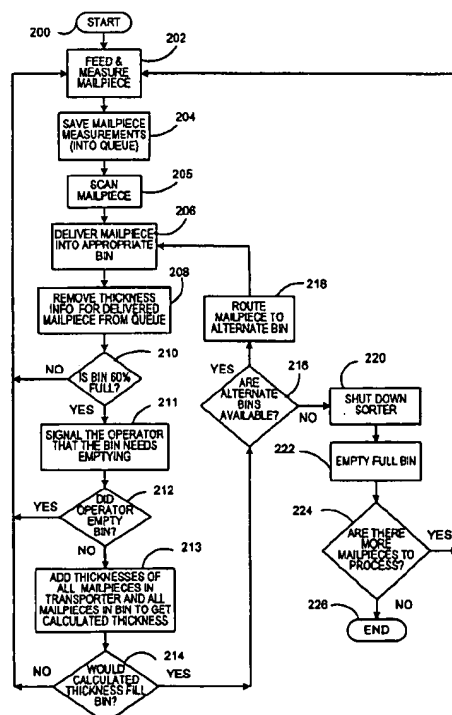 200
START
202
FEED &
MEASURE
MAILPIECE
204
SAVE MAILPIECE
MEASUREMENTS
(INTO QUEUE)
205
SCAN
MAILPIECE
206
DELIVER MAILPIECE
INTO APPROPRIATE
BIN
208
REMOVE THICKNESS
INFO FOR DELIVERED
MAILPIECE FROM QUEUE
210
NO
IS BIN 60%
FULL?
YES
211
SIGNAL THE OPERATOR
THAT THE BIN NEEDS
EMPTYING
212
YES
DID
OPERATOR
EMPTY
BIN?
NO
213
ADD THICKNESSES OF
ALL MAILPIECES IN
TRANSPORTER AND ALL
MAILPIECES IN BIN TO GET
CALCULATED THICKNESS
214
NO
WOULD
CALCULATED
THICKNESS FILL
BIN?
YES
218
ROUTE
MAILPIECE TO
ALTERNATE BIN
YES
216
ARE
ALTERNATE
BINS
AVAILABLE?
NO
220
SHUT DOWN
SORTER
222
EMPTY FULL BIN
224
ARE THERE
MORE
MAILPIECES TO
PROCESS?
YES
NO
226
END